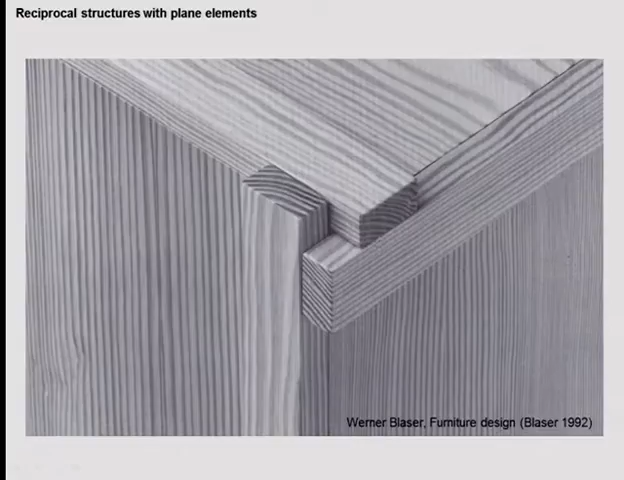 Reciprocal structures with plane elements
Werner Blaser, Furniture design (Blaser 1992)